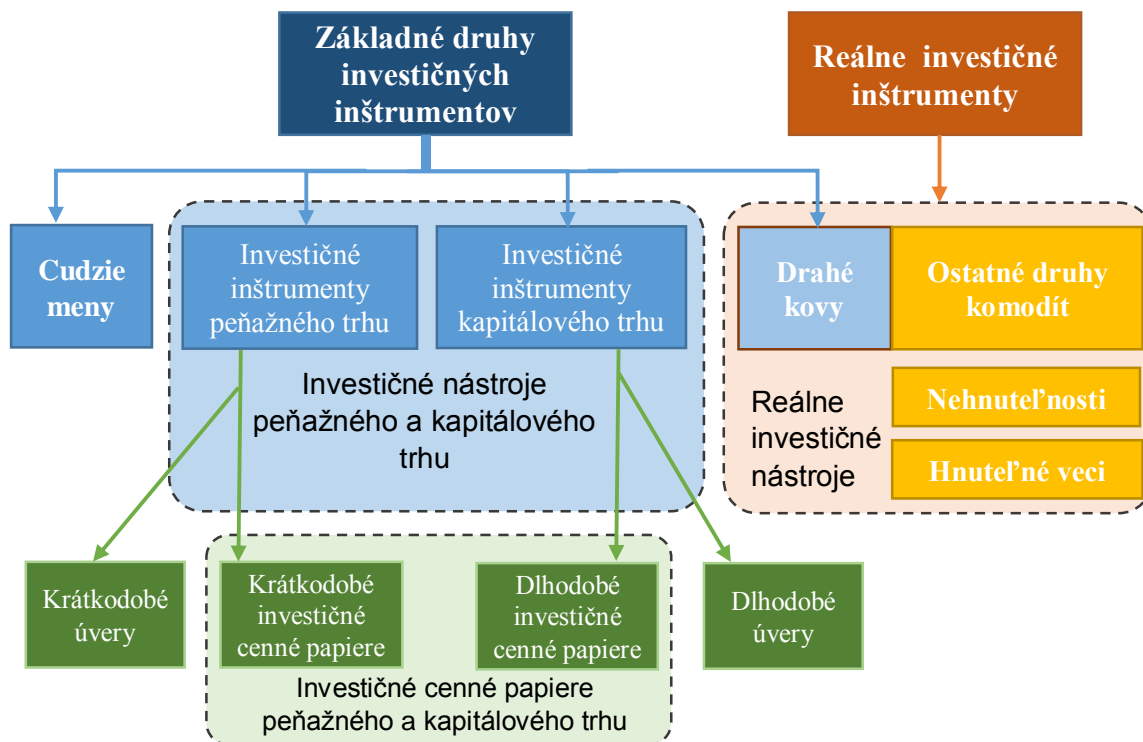 Základné druhy
investičných
inštrumentov
Reálne investičné
inštrumenty
Cudzie
meny
Investičné
inštrumenty
peňažného trhu
Investičné
inštrumenty
kapitálového trhu
Drahé
kovy
Ostatné druhy
komodít
Investičné nástroje
peňažného a kapitálového
trhu
Reálne
investičné
nástroje
Nehnuteľnosti
Hnuteľné veci
Krátkodobé
úvery
Krátkodobé
investičné
cenné papiere
Dlhodobé
investičné
cenné papiere
Dlhodobé
úvery
Investičné cenné papiere
peňažného a kapitálového trhu